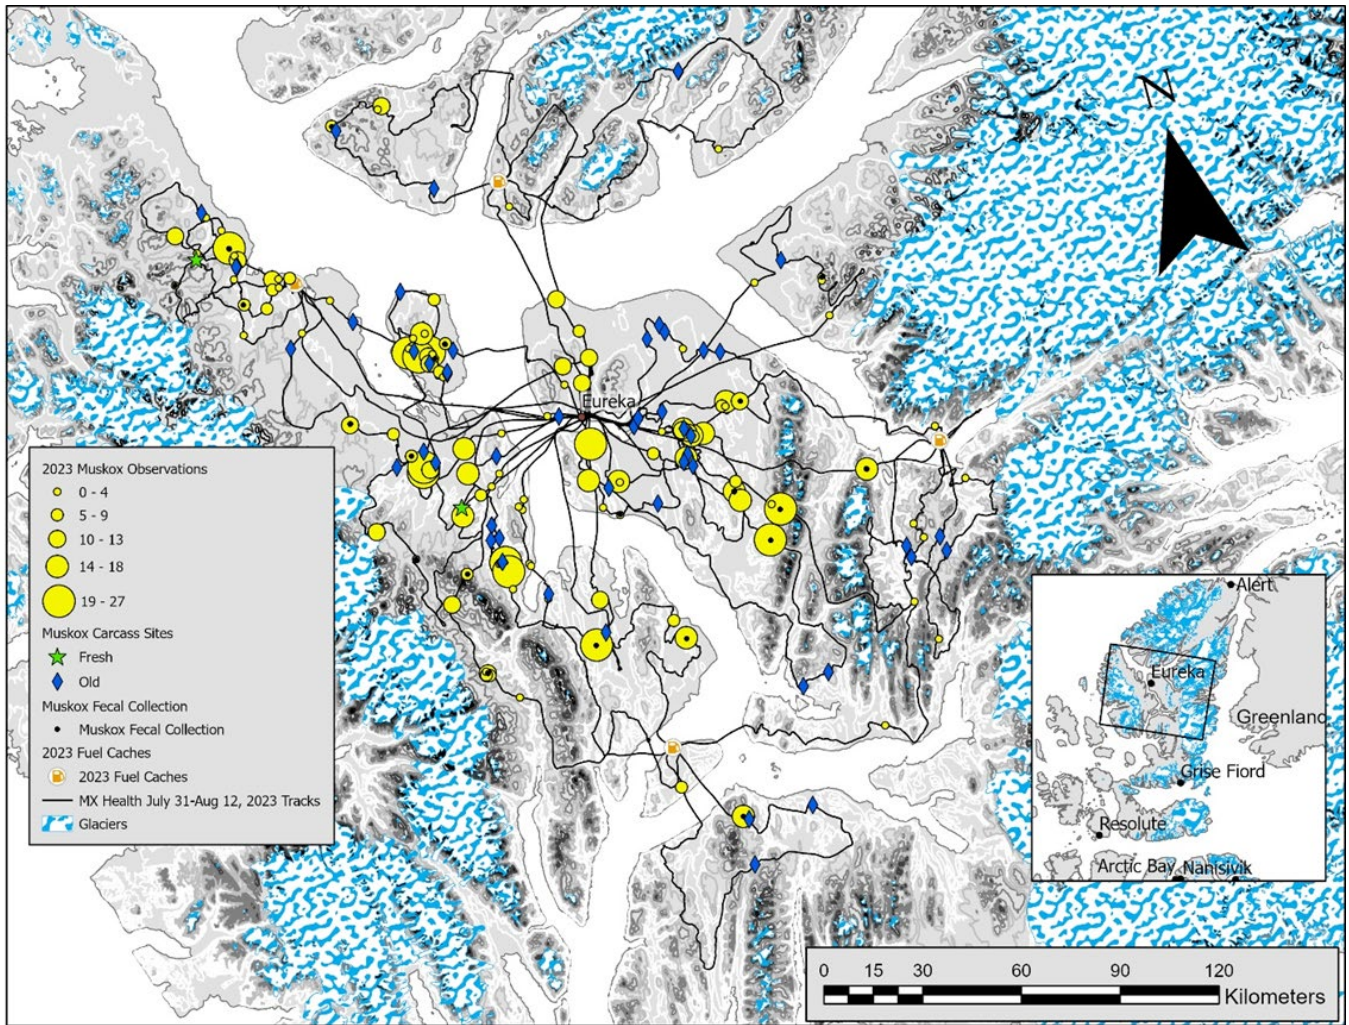 N
Eureka
2023 Muskox Observations
0 - 4
5 - 9
10 - 13
14 - 18
19 - 27
Muskox Carcass Sites
Fresh
Old
Muskox Fecal Collection
Muskox Fecal Collection
2023 Fuel Caches
2023 Fuel Caches
MX Health July 31-Aug 12, 2023 Tracks
Glaciers
Alert
Eureka
Greenland
Grise Fiord
Resolute
Arctic Bay Nanisivik
0 15 30 60 90 120
Kilometers